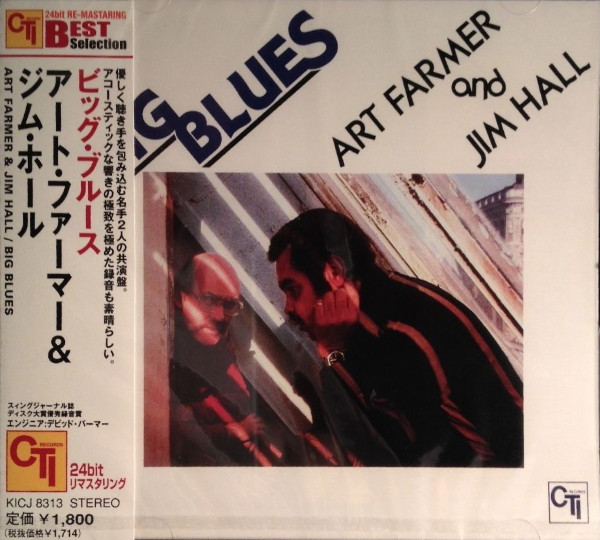 CTI
RECORDS
24bit RE-MASTARING
BEST
Selection
優しく聴き手を包み込む名手2人の共演盤。
アコースティックな響きの極致を極めた録音も素晴らしい。
ビッグ・ブルース
アート・ファーマー&
ジム・ホール
ART FARMER & JIM HALL / BIG BLUES
スィングジャーナル誌
ディスク大賞優秀録音賞
エンジニア:デビッド・パーマー
RECORDS
CTI
24bit
リマスタリング
KICJ 8313 STEREO
定価 ¥1,800
(税抜価格¥1,714)
IG BLUES
ART FARMER
and
JIM HALL
CTI